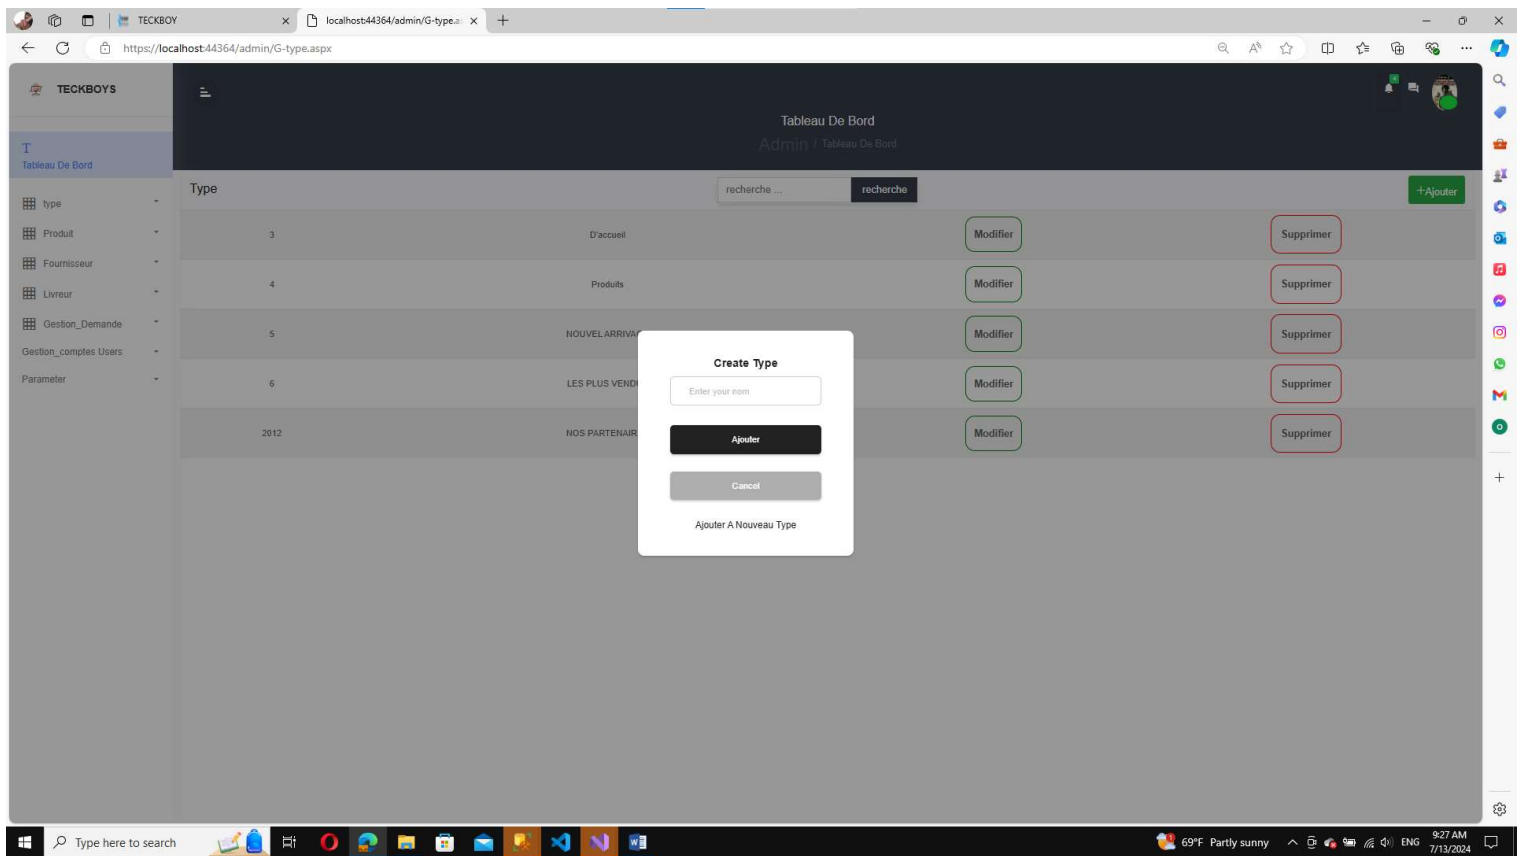 TECKBOY
localhost:44364/admin/G-type.a
https://localhost:44364/admin/G-type.aspx
TECKBOYS
Tableau De Bord
Admin / Tableau De Bord
T
Tableau De Bord
Type
recherche ...
recherche
+Ajouter
type
Produit
Fournisseur
Livreur
Gestion_Demande
Gestion_comptes Users
Parameter
3 D'accueil Modifier Supprimer
4 Produits Modifier Supprimer
5 NOUVEL ARRIVA Modifier Supprimer
6 LES PLUS VEND Modifier Supprimer
2012 NOS PARTENAIR Modifier Supprimer
Create Type
Enter your nom
Ajouter
Cancel
Ajouter A Nouveau Type
Type here to search
69°F Partly sunny
ENG
9:27 AM
7/13/2024